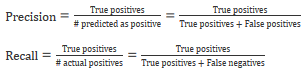 Precision = True positives / # predicted as positive = True positives / True positives + False positives
Recall = True positives / # actual positives = True positives / True positives + False negatives